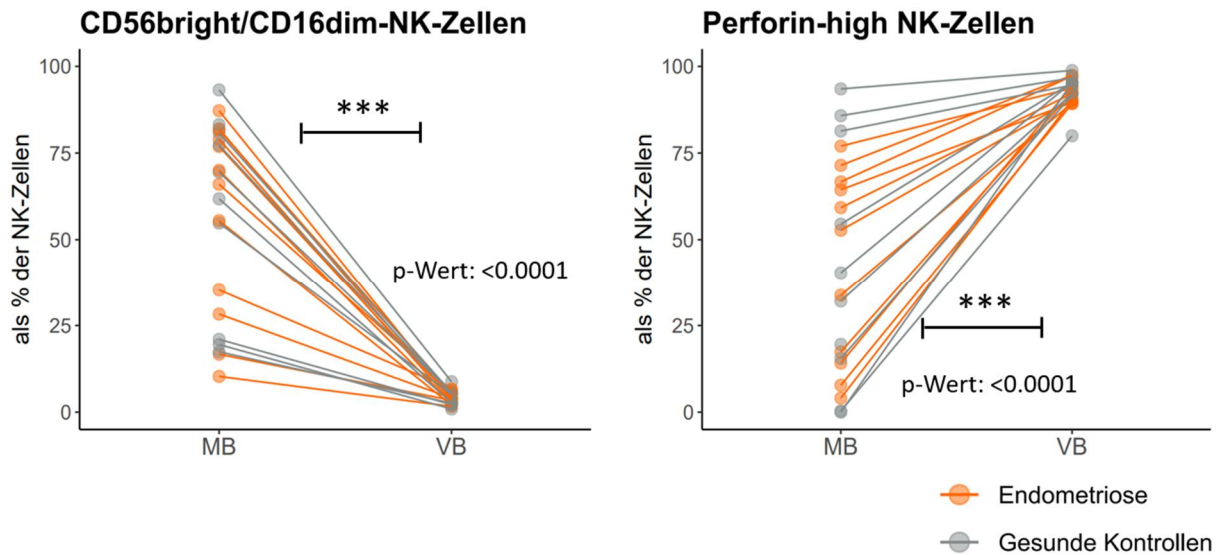 CD56bright/CD16dim-NK-Zellen
als % der NK-Zellen
100
75
50
25
0
***
p-Wert: <0.0001
MB
VB
Perforin-high NK-Zellen
als % der NK-Zellen
100
75
50
25
0
***
p-Wert: <0.0001
MB
VB
Endometriose
Gesunde Kontrollen